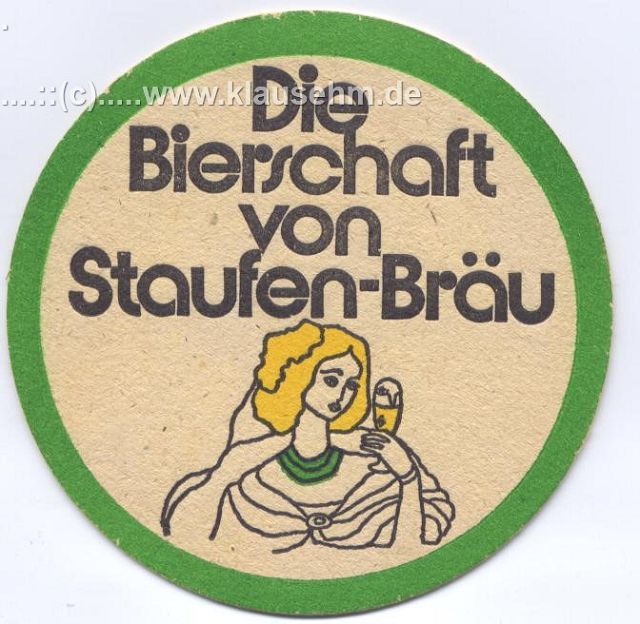 .....::(c).....www.klausehm.de
Die
Bierschaft
von
Staufen-Bräu